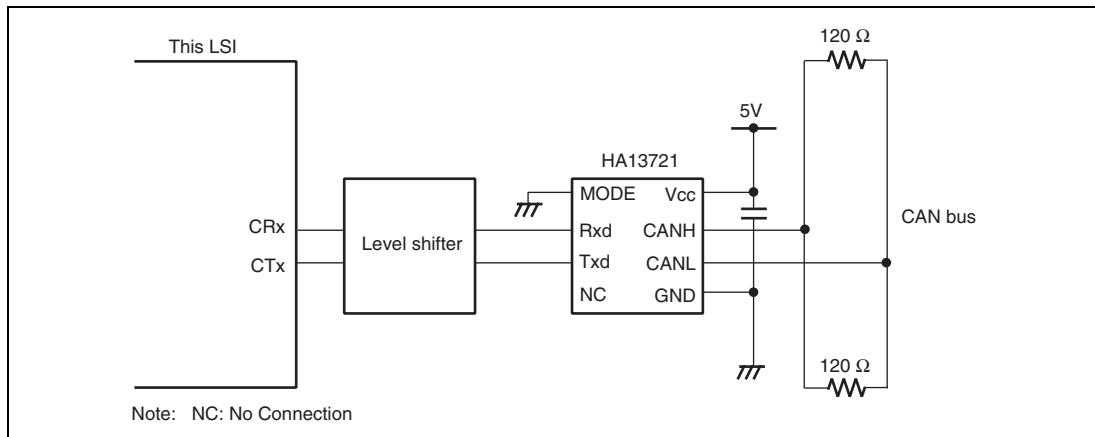 120 Ω
This LSI
5V
HA13721
MODE Vcc
CAN bus
CRx
Level shifter
Rxd CANH
CTx
Txd CANL
NC GND
120 Ω
Note: NC: No Connection